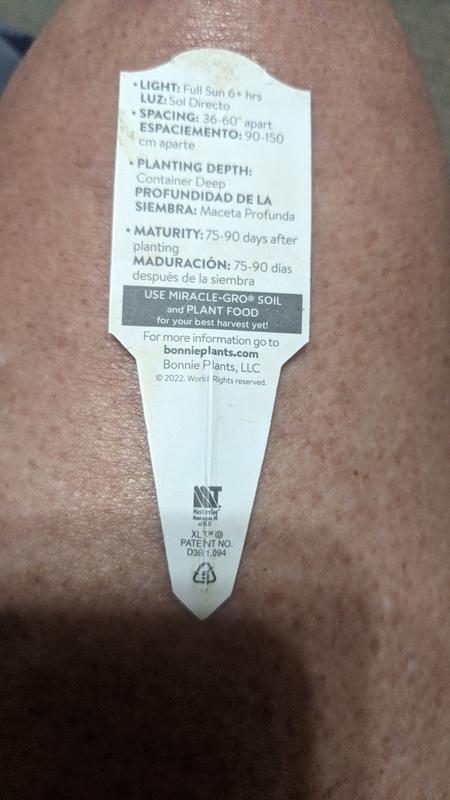 • LIGHT: Full Sun 6+ hrs
LUZ: Sol Directo
• SPACING: 36-60" apart
ESPACIEMENTO: 90-150
cm aparte
• PLANTING DEPTH:
Container Deep
PROFUNDIDAD DE LA
SIEMBRA: Maceta Profunda
• MATURITY: 75-90 days after
planting
MADURACIÓN: 75-90 días
después de la siembra
USE MIRACLE-GRO® SOIL
and PLANT FOOD
for your best harvest yet!
For more information go to
bonnieplants.com
Bonnie Plants, LLC
© 2022. World Rights reserved.
MasterTag®
XL™
PATENT NO.